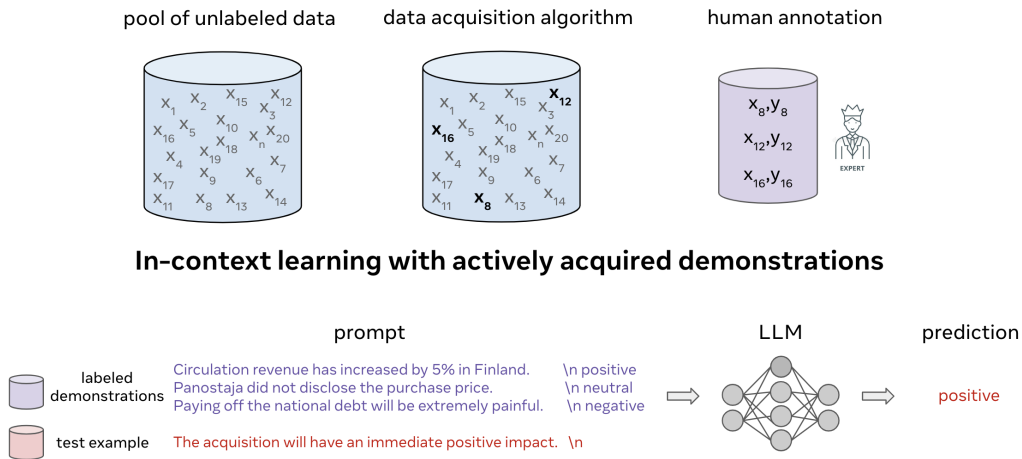 pool of unlabeled data
data acquisition algorithm
human annotation
x1 x2 x15 x12
x3
x16 x5 x10 x20
xn
x4 x19 x18 x7
x17 x9 x6
x11 x8 x13 x14
x1 x2 x15 x12
x3
x16 x5 x10 x20
xn
x4 x19 x18 x7
x17 x9 x6
x11 x8 x13 x14
x8,y8
x12,y12
x16,y16
EXPERT
In-context learning with actively acquired demonstrations
prompt
LLM
prediction
labeled
demonstrations
Circulation revenue has increased by 5% in Finland. \n positive
Panostaja did not disclose the purchase price. \n neutral
Paying off the national debt will be extremely painful. \n negative
positive
test example
The acquisition will have an immediate positive impact. \n